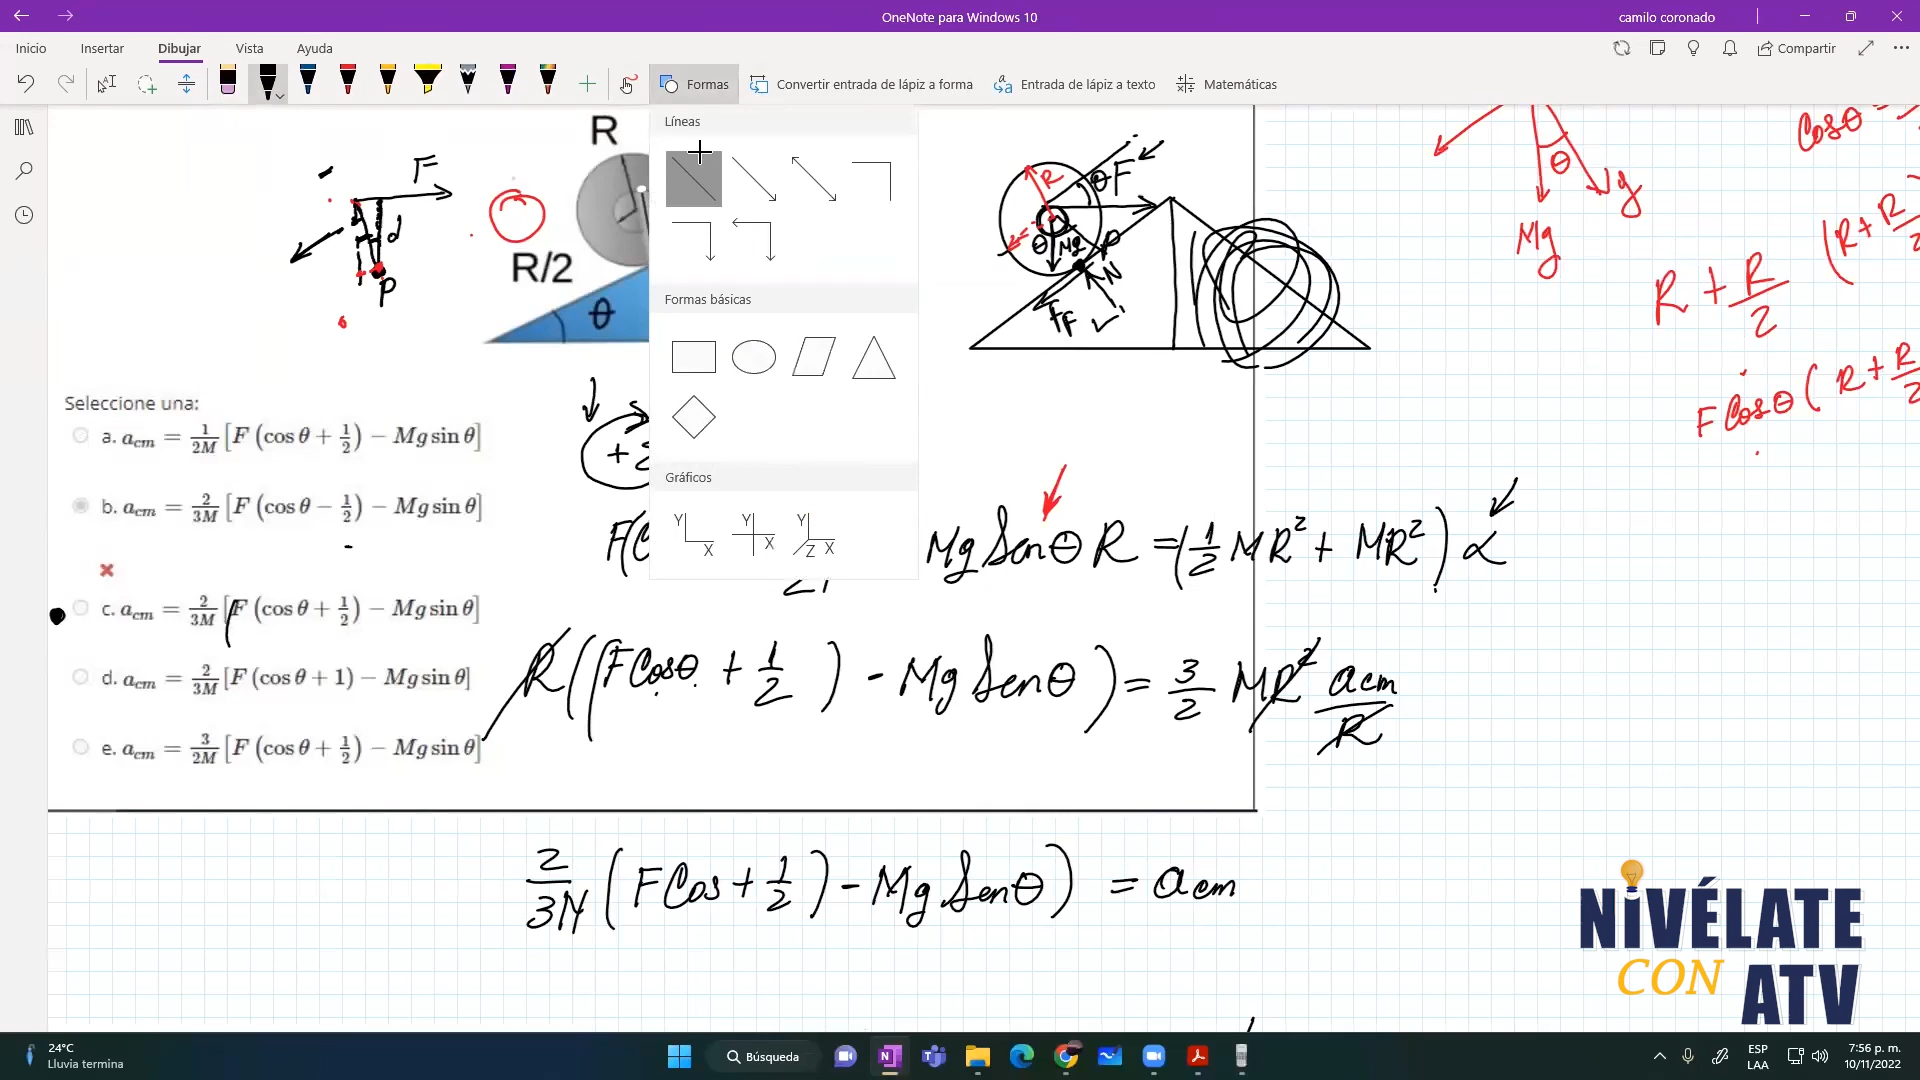 OneNote para Windows 10
camilo coronado
Inicio
Insertar
Dibujar
Vista
Ayuda
Compartir
Formas
Convertir entrada de lápiz a forma
Entrada de lápiz a texto
Matemáticas
Líneas
Formas básicas
Gráficos
Y X
Y X
Y Z X
R
F
d
P
R/2
θ
R
θ F
θ Mg P
N
FF
θ
Mg
Cosθ =
R + R/2
F Cosθ ( R + R/2
Seleccione una:
a. a_cm = 1/2M [F (cos θ + 1/2) − Mg sin θ]
b. a_cm = 2/3M [F (cos θ − 1/2) − Mg sin θ]
c. a_cm = 2/3M [F (cos θ + 1/2) − Mg sin θ]
d. a_cm = 2/3M [F (cos θ + 1) − Mg sin θ]
e. a_cm = 3/2M [F (cos θ + 1/2) − Mg sin θ]
Mg Senθ R = (1/2 MR² + MR²) α
R((FCosθ + 1/2) - Mg Senθ) = 3/2 MR² acm/R
2/3M (FCos + 1/2) - Mg Senθ) = acm
NIVÉLATE
CON
ATV
24°C
Lluvia termina
Búsqueda
ESP
LAA
7:56 p. m.
10/11/2022